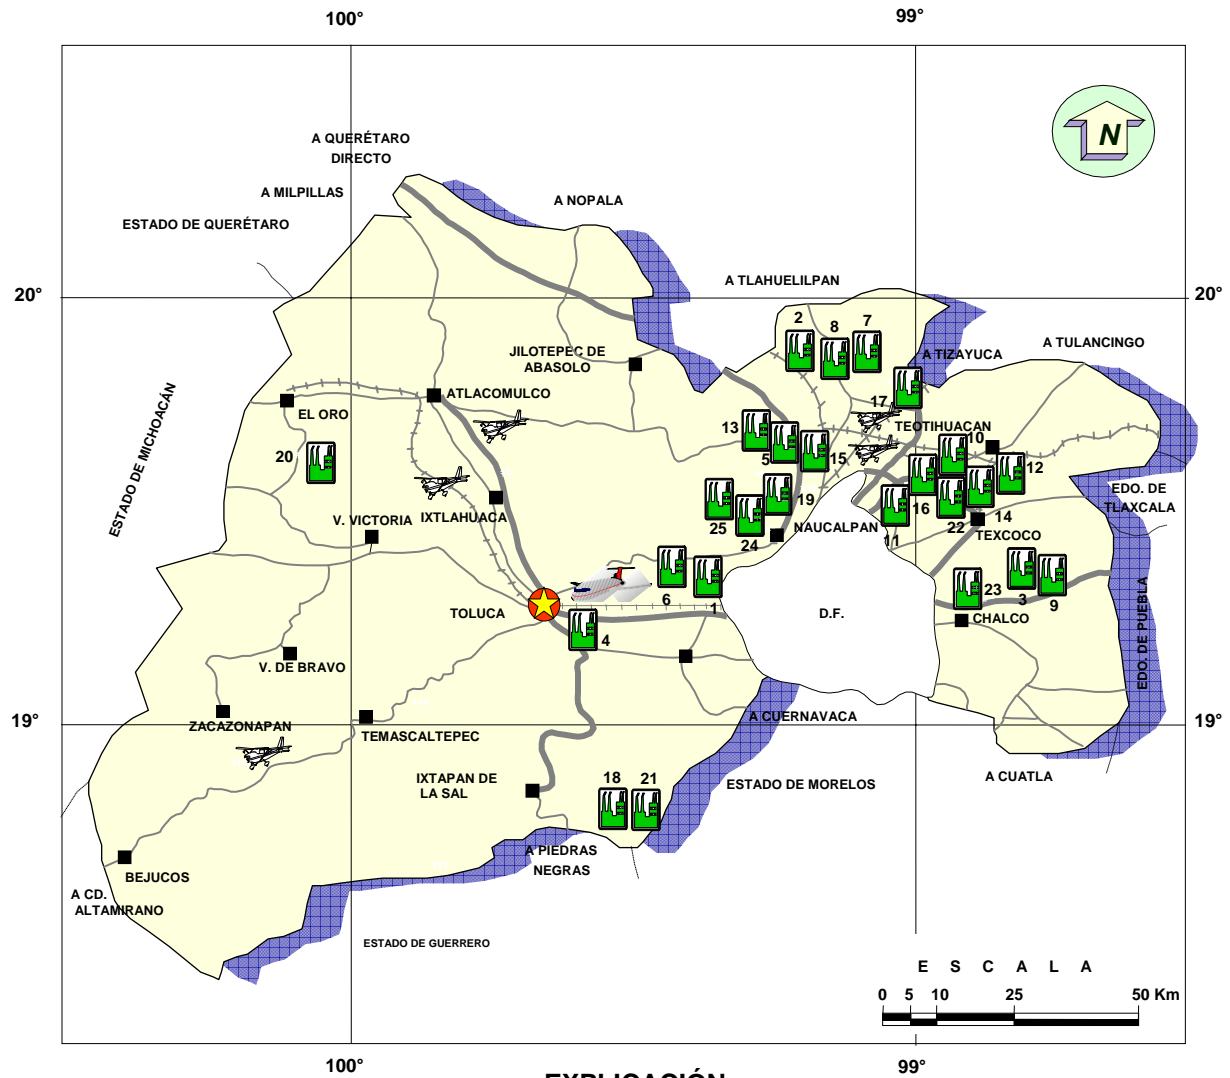 100°
99°
N
A QUERÉTARO
DIRECTO
A MILPILLAS
A NOPALA
ESTADO DE QUERÉTARO
A TLAHUELILPAN
20°
20°
2
8
7
A TULANCINGO
JILOTEPEC DE
ABASOLO
A TIZAYUCA
ESTADO DE MICHOACÁN
ATLACOMULCO
EL ORO
17
TEOTIHUACAN
13
10
20
5
15
12
EDO. DE
TLAXCALA
19
25
16
22
14
V. VICTORIA
IXTLAHUACA
NAUCALPAN
24
11
TEXCOCO
6
1
23
3
9
TOLUCA
D.F.
CHALCO
4
EDO. DE PUEBLA
V. DE BRAVO
19°
ZACAZONAPAN
TEMASCALTEPEC
A CUERNAVACA
19°
IXTAPAN DE
LA SAL
18
21
ESTADO DE MORELOS
A CUATLA
A PIEDRAS
NEGRAS
BEJUCOS
A CD.
ALTAMIRANO
ESTADO DE GUERRERO
E S C A L A
0 5 10 25 50 Km
100°
99°
EXPLICACIÓN